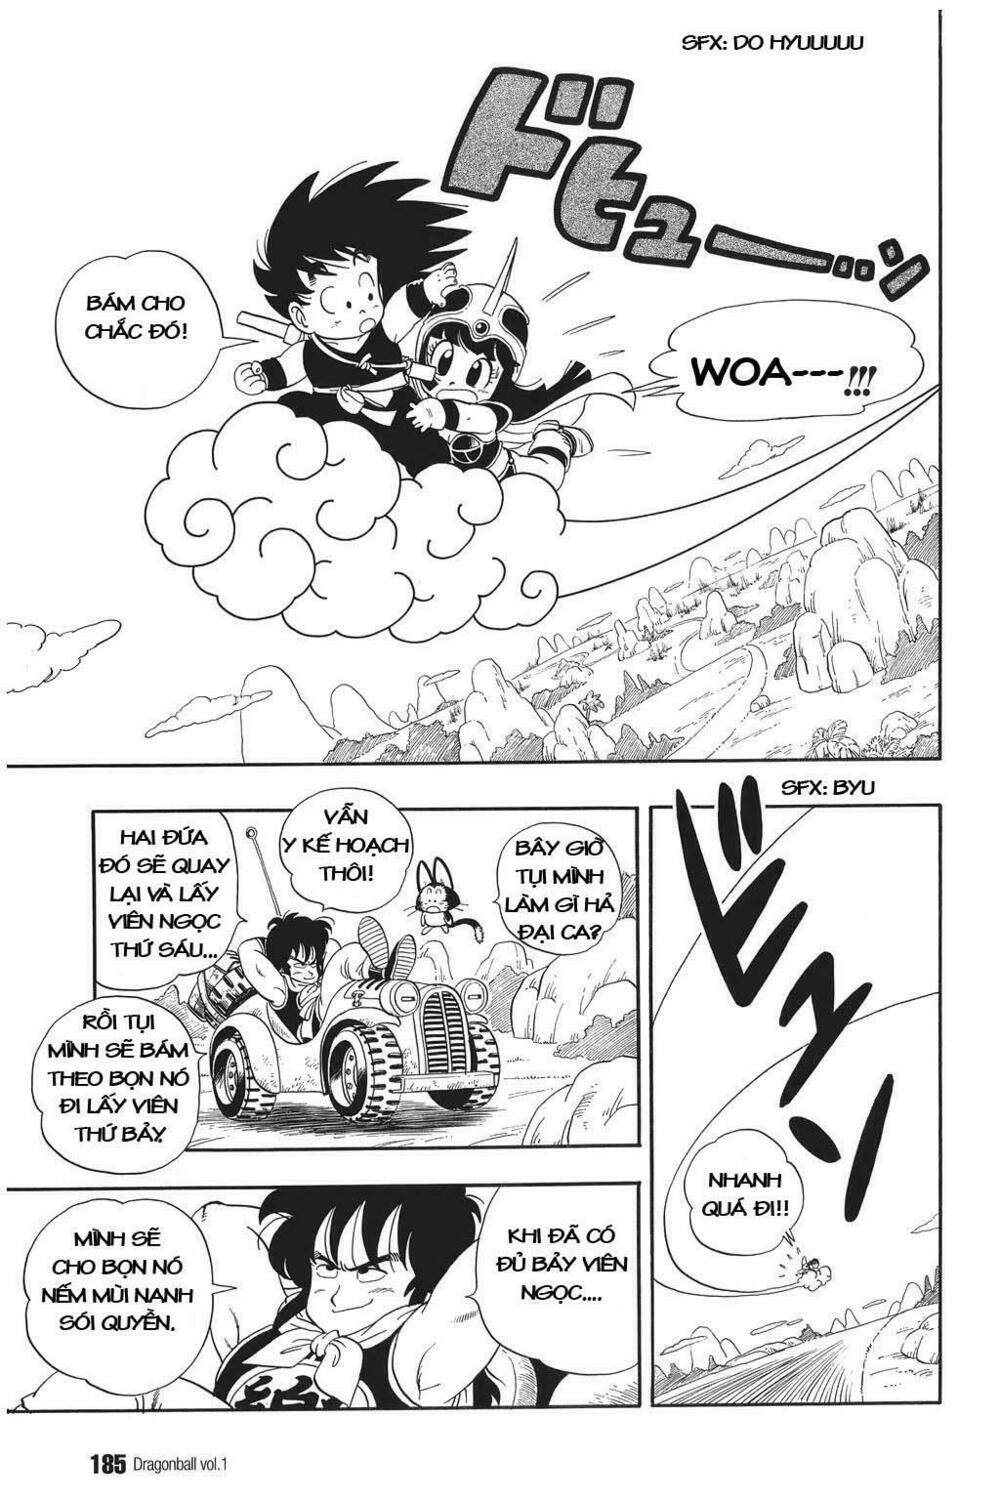 SFX: DO HYUUUUU
ドヒュー...ッ
BÁM CHO
CHẮC ĐÓ!
WOA---!!!
SFX: BYU
ビュッ
NHANH
QUÁ ĐI!!
BÂY GIỜ
TỤI MÌNH
LÀM GÌ HẢ
ĐẠI CA?
VẪN
Y KẾ HOẠCH
THÔI!
HAI ĐỨA
ĐÓ SẼ QUAY
LẠI VÀ LẤY
VIÊN NGỌC
THỨ SÁU...
RỒI TỤI
MÌNH SẼ BÁM
THEO BỌN NÓ
ĐI LẤY VIÊN
THỨ BẢY.
KHI ĐÃ CÓ
ĐỦ BẢY VIÊN
NGỌC....
MÌNH SẼ
CHO BỌN NÓ
NẾM MÙI NANH
SÓI QUYỀN.
185 Dragonball vol.1